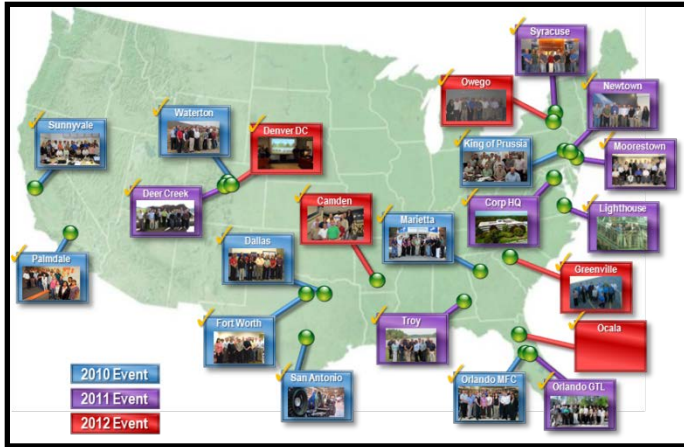 Syracuse
Owego
Newtown
Waterton
Sunnyvale
Denver DC
King of Prussia
Moorestown
Deer Creek
Camden
Marietta
Corp HQ
Lighthouse
Dallas
Palmdale
Greenville
Fort Worth
Troy
Ocala
2010 Event
San Antonio
Orlando MFC
Orlando GTL
2011 Event
2012 Event